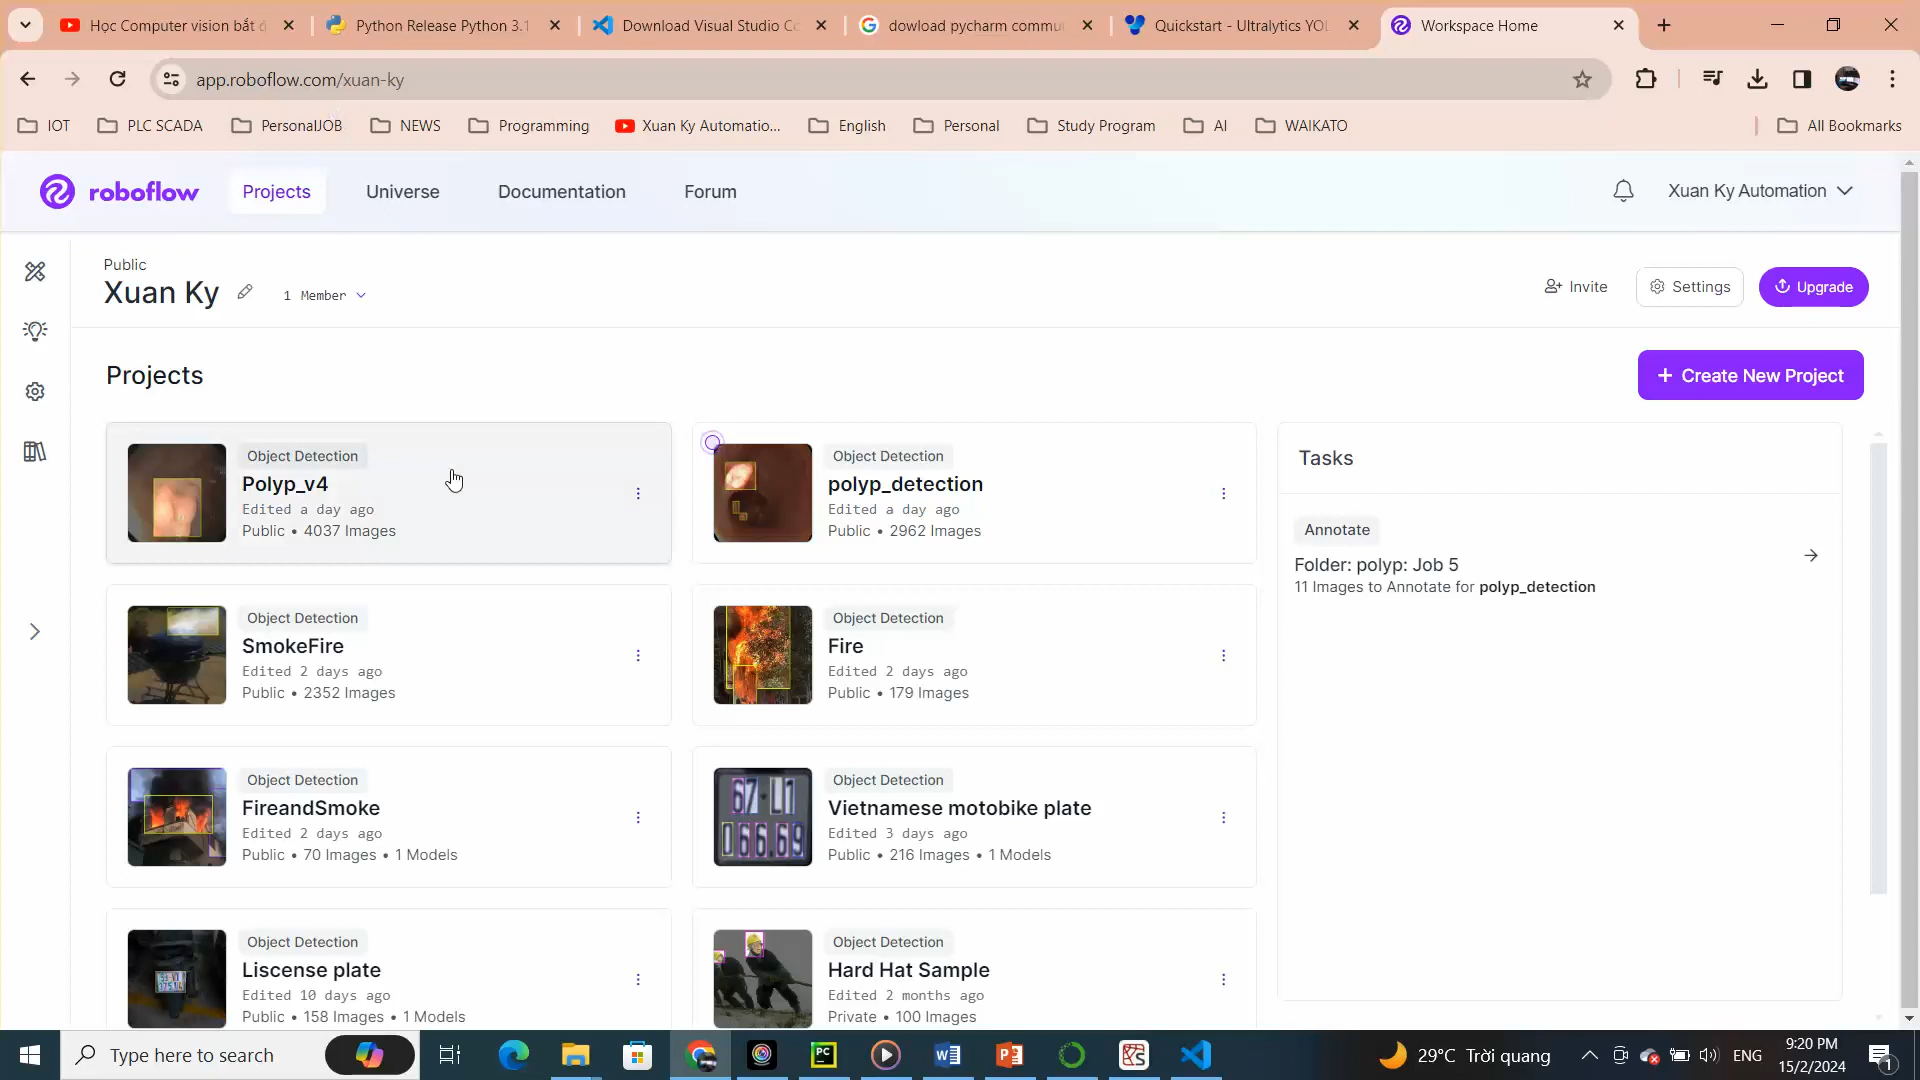 Học Computer vision bắt đ
Python Release Python 3.1
Download Visual Studio Co
dowload pycharm commu
Quickstart - Ultralytics YOL
Workspace Home
app.roboflow.com/xuan-ky
IOT
PLC SCADA
PersonalJOB
NEWS
Programming
Xuan Ky Automatio...
English
Personal
Study Program
AI
WAIKATO
All Bookmarks
roboflow
Projects
Universe
Documentation
Forum
Xuan Ky Automation
Public
Xuan Ky
1 Member
Invite
Settings
Upgrade
Projects
+ Create New Project
Object Detection
Polyp_v4
Edited a day ago
Public • 4037 Images
Object Detection
polyp_detection
Edited a day ago
Public • 2962 Images
Tasks
Annotate
Folder: polyp: Job 5
11 Images to Annotate for polyp_detection
Object Detection
SmokeFire
Edited 2 days ago
Public • 2352 Images
Object Detection
Fire
Edited 2 days ago
Public • 179 Images
Object Detection
FireandSmoke
Edited 2 days ago
Public • 70 Images • 1 Models
67-L1
166.69
Object Detection
Vietnamese motobike plate
Edited 3 days ago
Public • 216 Images • 1 Models
Object Detection
Liscense plate
Edited 10 days ago
Public • 158 Images • 1 Models
Object Detection
Hard Hat Sample
Edited 2 months ago
Private • 100 Images
Type here to search
PC
29°C Trời quang
ENG
9:20 PM
15/2/2024
1